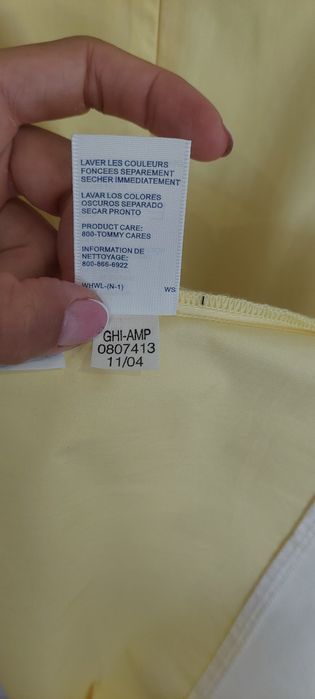 LAVER LES COULEURS
FONCEES SEPAREMENT
SECHER IMMEDIATEMENT
LAVAR LOS COLORES
OSCUROS SEPARADO
SECAR PRONTO
PRODUCT CARE:
800-TOMMY CARES
INFORMATION DE
NETTOYAGE:
800-866-6922
WHWL-(N-1) WS
GHI-AMP
0807413
11/04